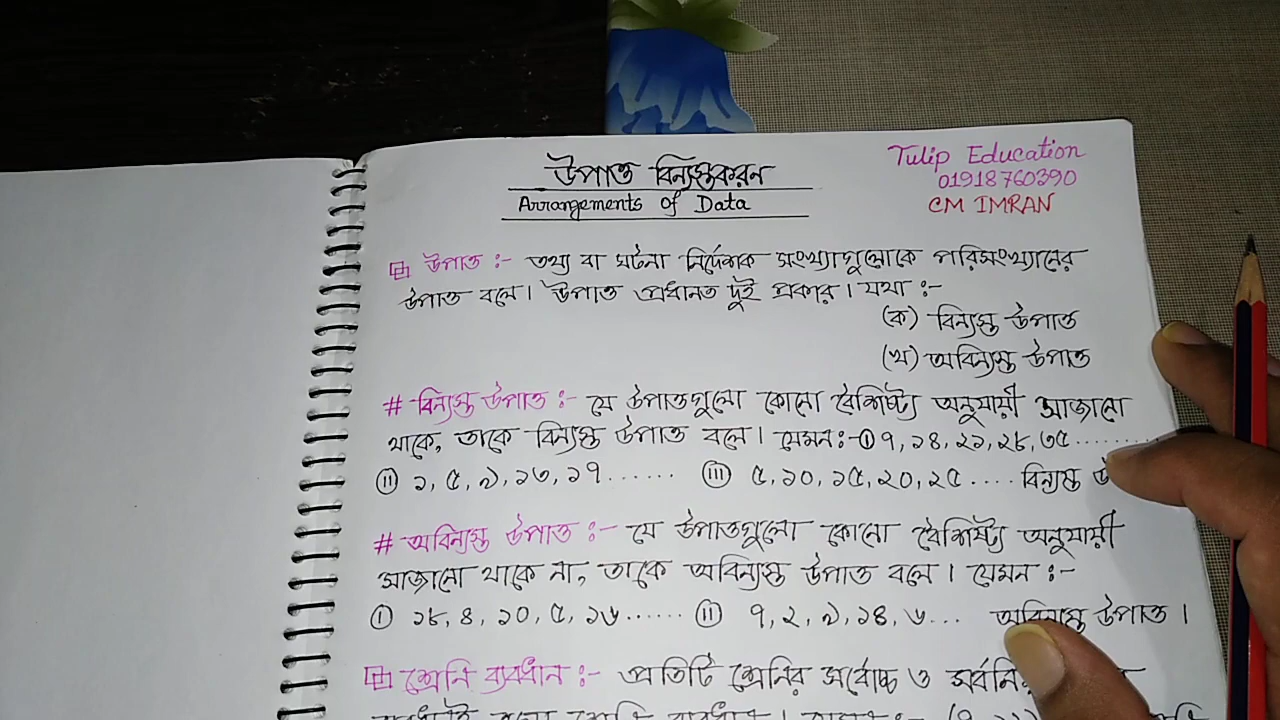 উপাত্ত বিন্যস্তকরন
Arrangements of Data
Tulip Education
01918760390
CM IMRAN
উপাত্ত :- তথ্য বা ঘটনা নির্দেশক সংখ্যাগুলোকে পরিসংখ্যানের
উপাত্ত বলে। উপাত্ত প্রধানত দুই প্রকার। যথা :-
(ক) বিন্যস্ত উপাত্ত
(খ) অবিন্যস্ত উপাত্ত
# বিন্যস্ত উপাত্ত :- যে উপাত্তগুলো কোনো বৈশিষ্ট্য অনুযায়ী সাজানো
থাকে, তাকে বিন্যস্ত উপাত্ত বলে। যেমন:- (i) ৭, ১৪, ২১, ২৮, ৩৫..........
(ii) ১, ৫, ৯, ১৩, ১৭...... (iii) ৫, ১০, ১৫, ২০, ২৫.... বিন্যস্ত
# অবিন্যস্ত উপাত্ত :- যে উপাত্তগুলো কোনো বৈশিষ্ট্য অনুযায়ী
সাজানো থাকে না, তাকে অবিন্যস্ত উপাত্ত বলে। যেমন :-
(i) ১৮, ৪, ১০, ৫, ১৬...... (ii) ৭, ২, ৯, ১৪, ৬... অবিন্যস্ত উপাত্ত।
শ্রেনি ব্যবধান :- প্রতিটি শ্রেনির সর্বোচ্চ ও